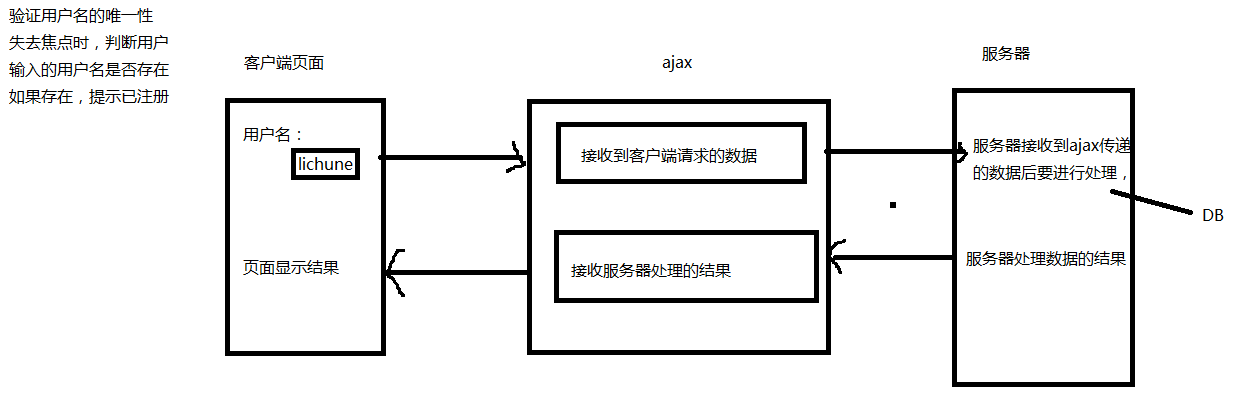 验证用户名的唯一性
失去焦点时，判断用户
输入的用户名是否存在
如果存在，提示已注册
客户端页面
ajax
服务器
用户名：
lichune
接收到客户端请求的数据
服务器接收到ajax传递
的数据后要进行处理，
DB
页面显示结果
接收服务器处理的结果
服务器处理数据的结果